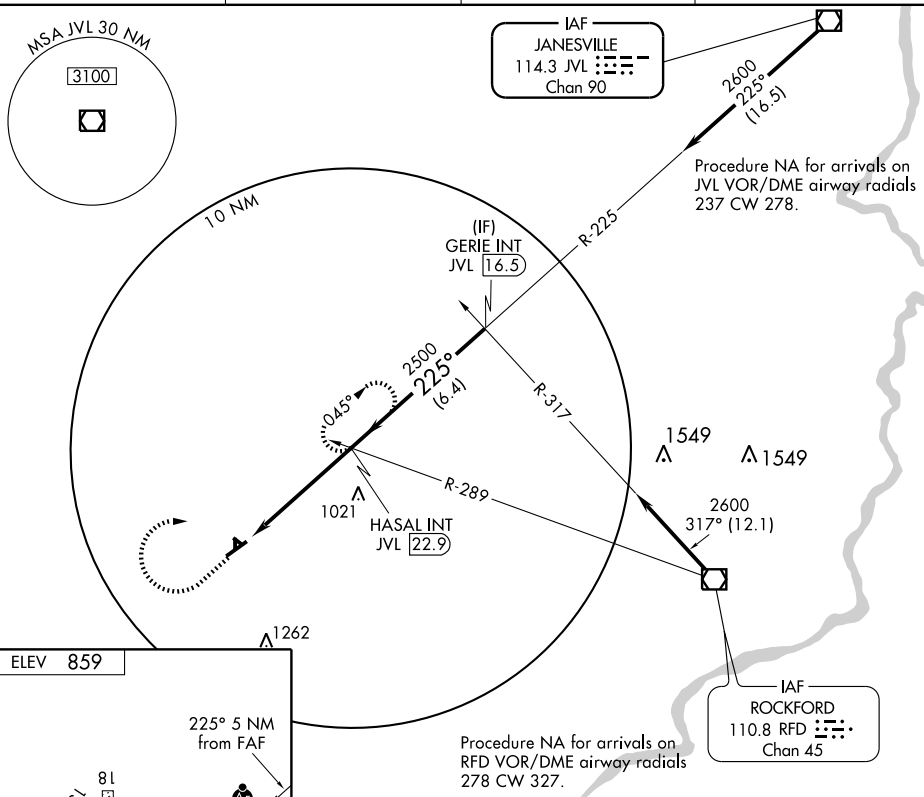 MSA JVL 30 NM
3100
IAF
JANESVILLE
114.3 JVL
Chan 90
2600
225°
(16.5)
Procedure NA for arrivals on
JVL VOR/DME airway radials
237 CW 278.
10 NM
R-225
(IF)
GERIE INT
JVL 16.5
2500
225°
(6.4)
045°
R-317
1549
1549
R-289
1021
HASAL INT
JVL 22.9
2600
317° (12.1)
1262
ELEV 859
IAF
ROCKFORD
110.8 RFD
Chan 45
225° 5 NM
from FAF
Procedure NA for arrivals on
RFD VOR/DME airway radials
278 CW 327.
18